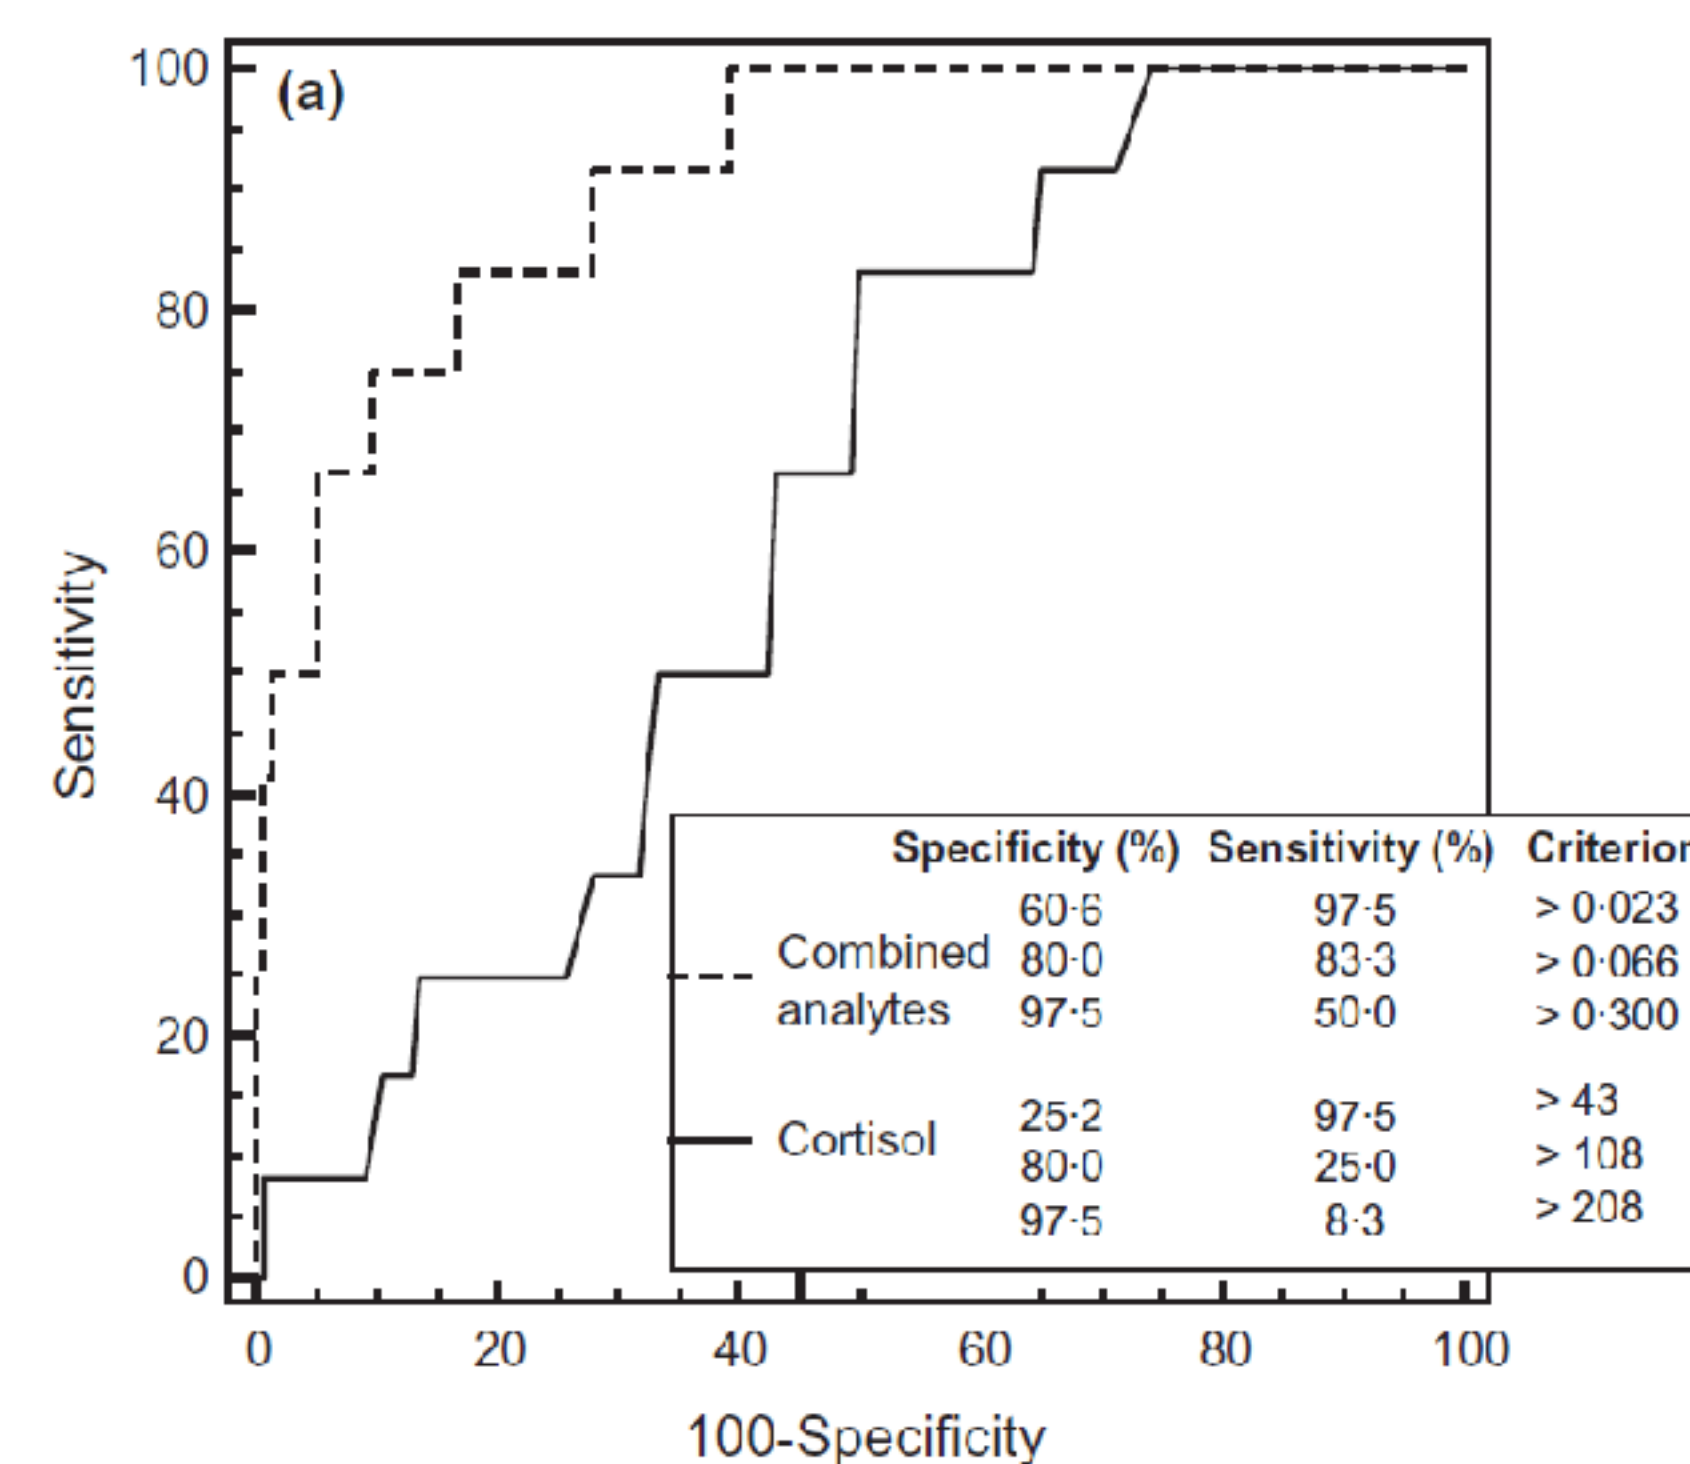 100
(a)
80
60
40
20
0
Sensitivity
0 20 40 60 80 100
100-Specificity
Specificity (%) Sensitivity (%) Criterion
Combined analytes
60·6 97·5 > 0·023
80·0 83·3 > 0·066
97·5 50·0 > 0·300
Cortisol
25·2 97·5 > 43
80·0 25·0 > 108
97·5 8·3 > 208